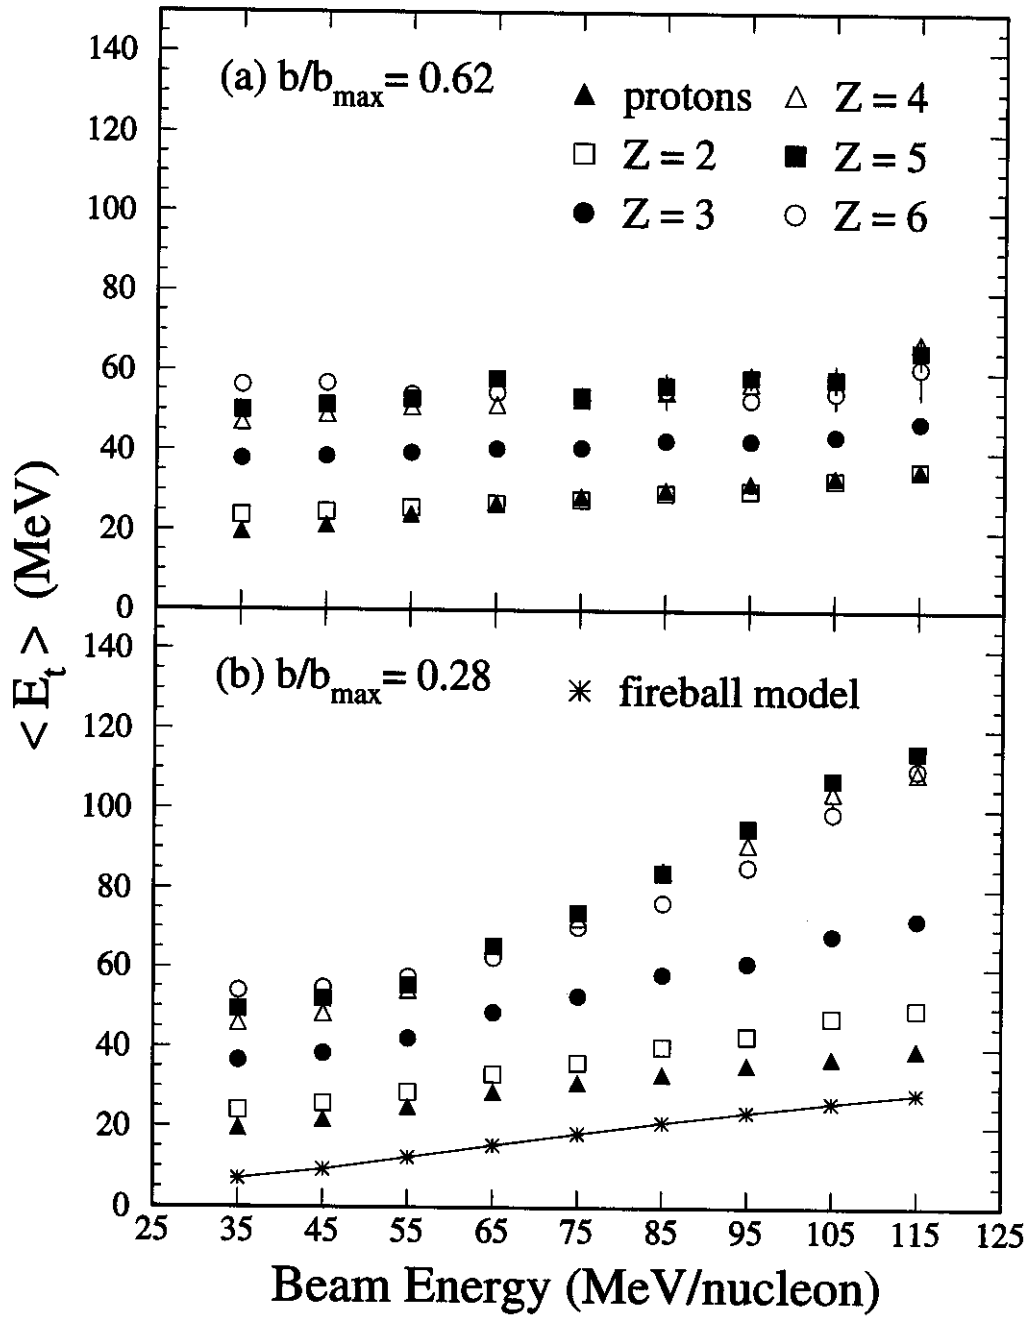 140
(a) b/bmax= 0.62
protons
Z = 4
120
Z = 2
Z = 5
100
Z = 3
Z = 6
80
60
40
20
0
<Et> (MeV)
140
(b) b/bmax= 0.28
fireball model
120
100
80
60
40
20
0
25 35 45 55 65 75 85 95 105 115 125
Beam Energy (MeV/nucleon)